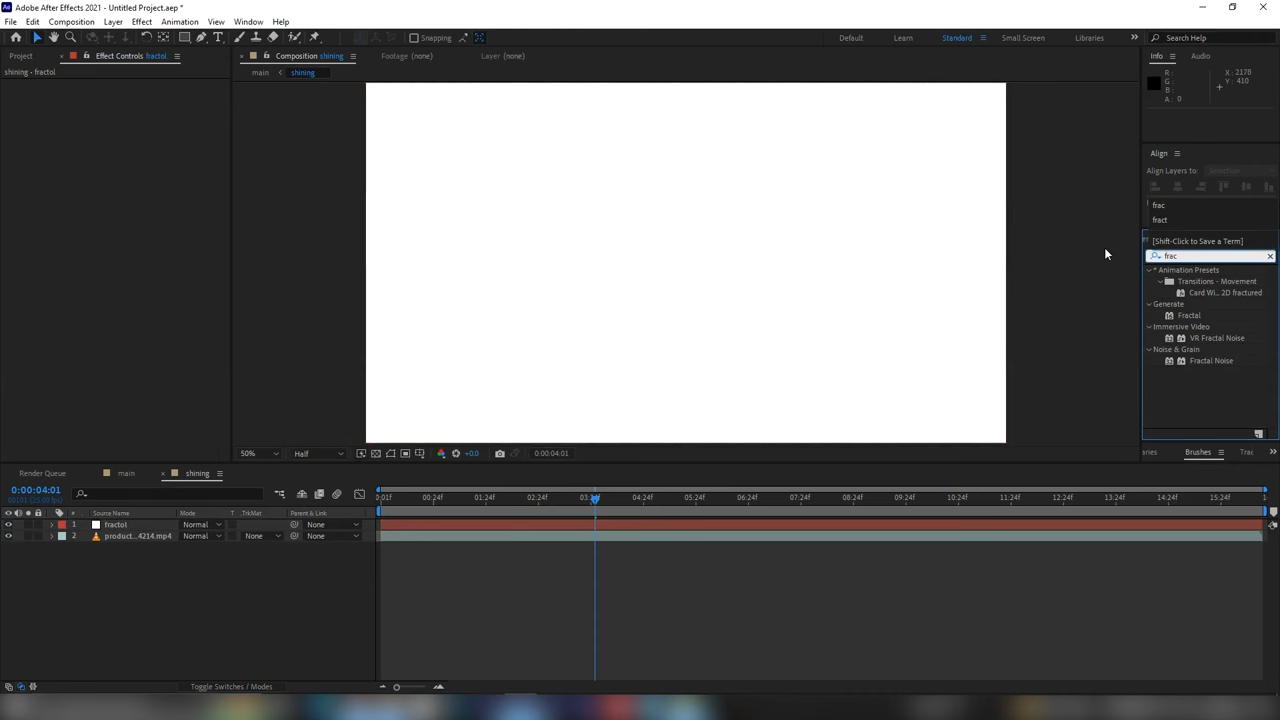 Adobe After Effects 2021 - Untitled Project.aep *
File Edit Composition Layer Effect Animation View Window Help
Snapping Default Learn Standard Small Screen Libraries Search Help
Project Effect Controls fractol Composition shining Footage (none) Layer (none) Info Audio
shining • fractol main shining
R: X: 2178
G: Y: 410
B:
A: 0
Align
Align Layers to: Selection
frac
fract
[Shift-Click to Save a Term]
frac
* Animation Presets
Transitions - Movement
Card Wi... 2D fractured
Generate
Fractal
Immersive Video
VR Fractal Noise
Noise & Grain
Fractal Noise
50% Half +0.0 0:00:04:01
Brushes Trac
Render Queue main shining
0:00:04:01
00101 (25.00 fps)
:01f 00:24f 01:24f 02:24f 04:24f 05:24f 06:24f 07:24f 08:24f 09:24f 10:24f 11:24f 12:24f 13:24f 14:24f 15:24f
# Source Name Mode T .TrkMat Parent & Link
1 fractol Normal None
2 product...4214.mp4 Normal None None
Toggle Switches / Modes